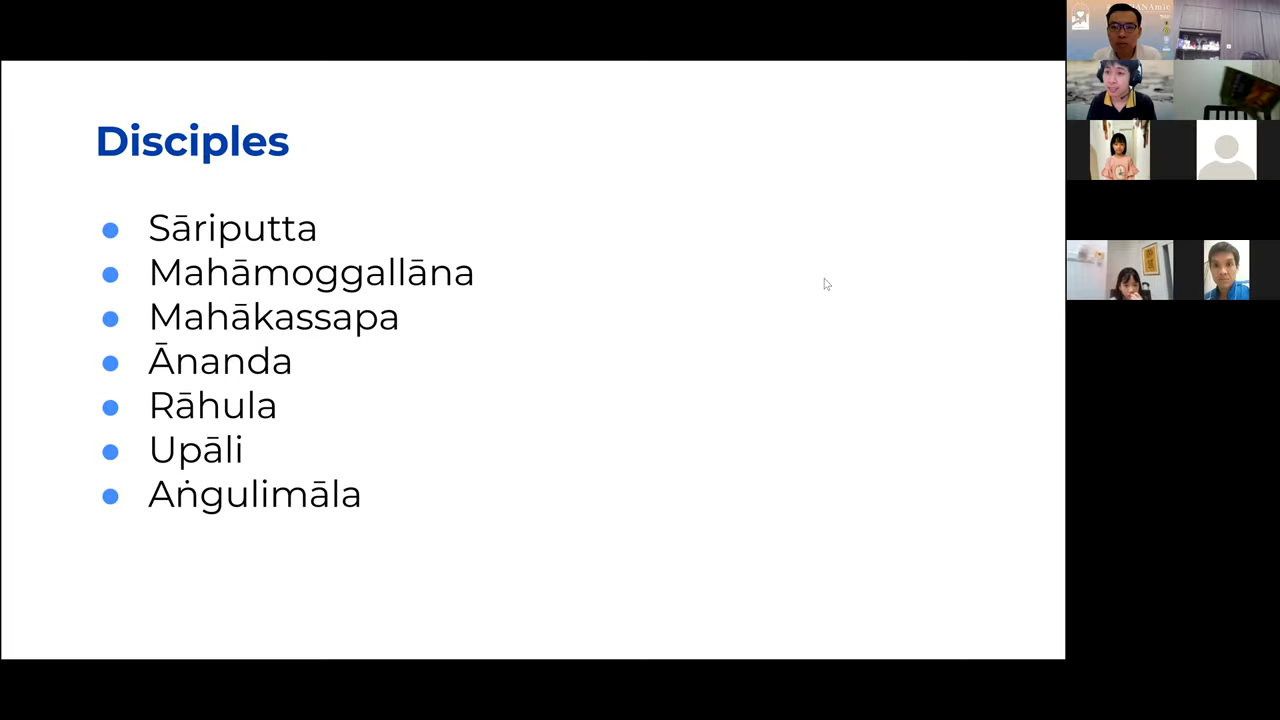 Disciples
Sāriputta
Mahāmoggallāna
Mahākassapa
Ānanda
Rāhula
Upāli
Aṅgulimāla